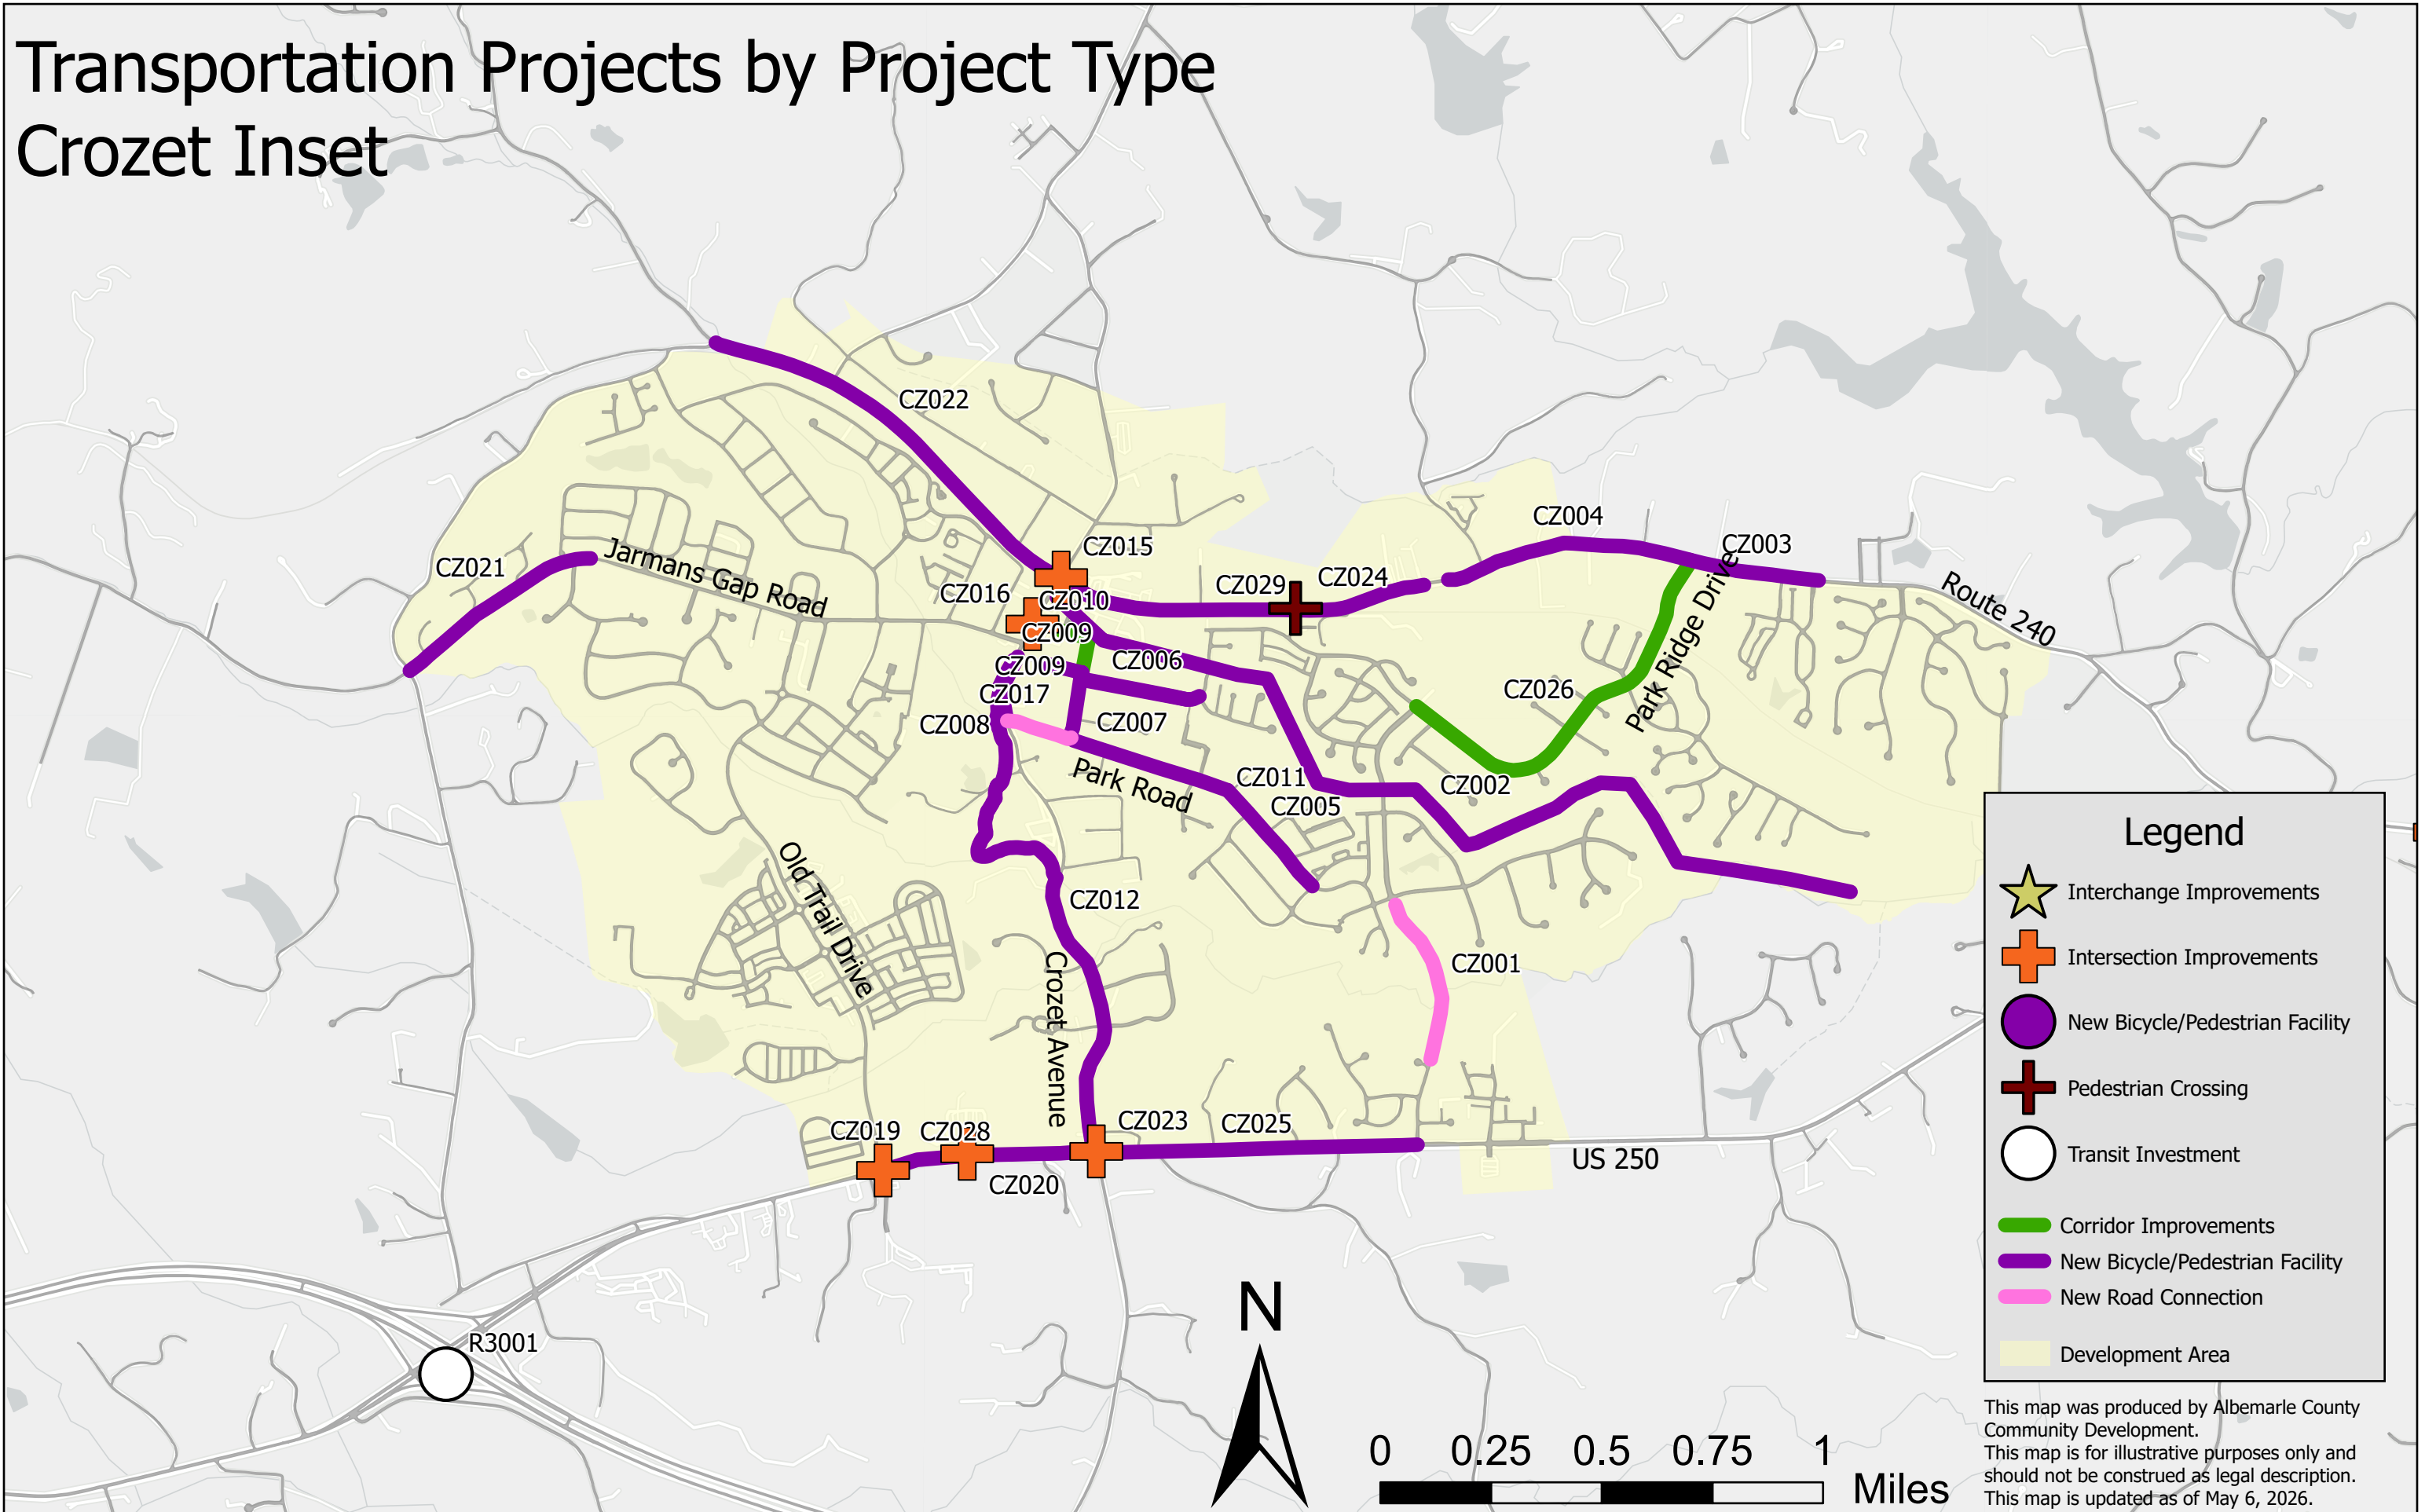 Transportation Projects by Project Type
Crozet Inset
CZ022
CZ004
CZ003
CZ015
CZ021
Jarmans Gap Road
CZ029
CZ024
CZ016
CZ010
Route 240
CZ009
CZ006
CZ009
Park Ridge Drive
CZ026
CZ017
CZ008
CZ007
Park Road
CZ011
CZ002
CZ005
Old Trail Drive
CZ012
Crozet Avenue
CZ001
CZ019
CZ028
CZ023
CZ025
US 250
CZ020
R3001
Legend
Interchange Improvements
Intersection Improvements
New Bicycle/Pedestrian Facility
Pedestrian Crossing
Transit Investment
Corridor Improvements
New Bicycle/Pedestrian Facility
New Road Connection
Development Area
N
0 0.25 0.5 0.75 1
Miles
This map was produced by Albemarle County
Community Development.
This map is for illustrative purposes only and
should not be construed as legal description.
This map is updated as of May 6, 2026.